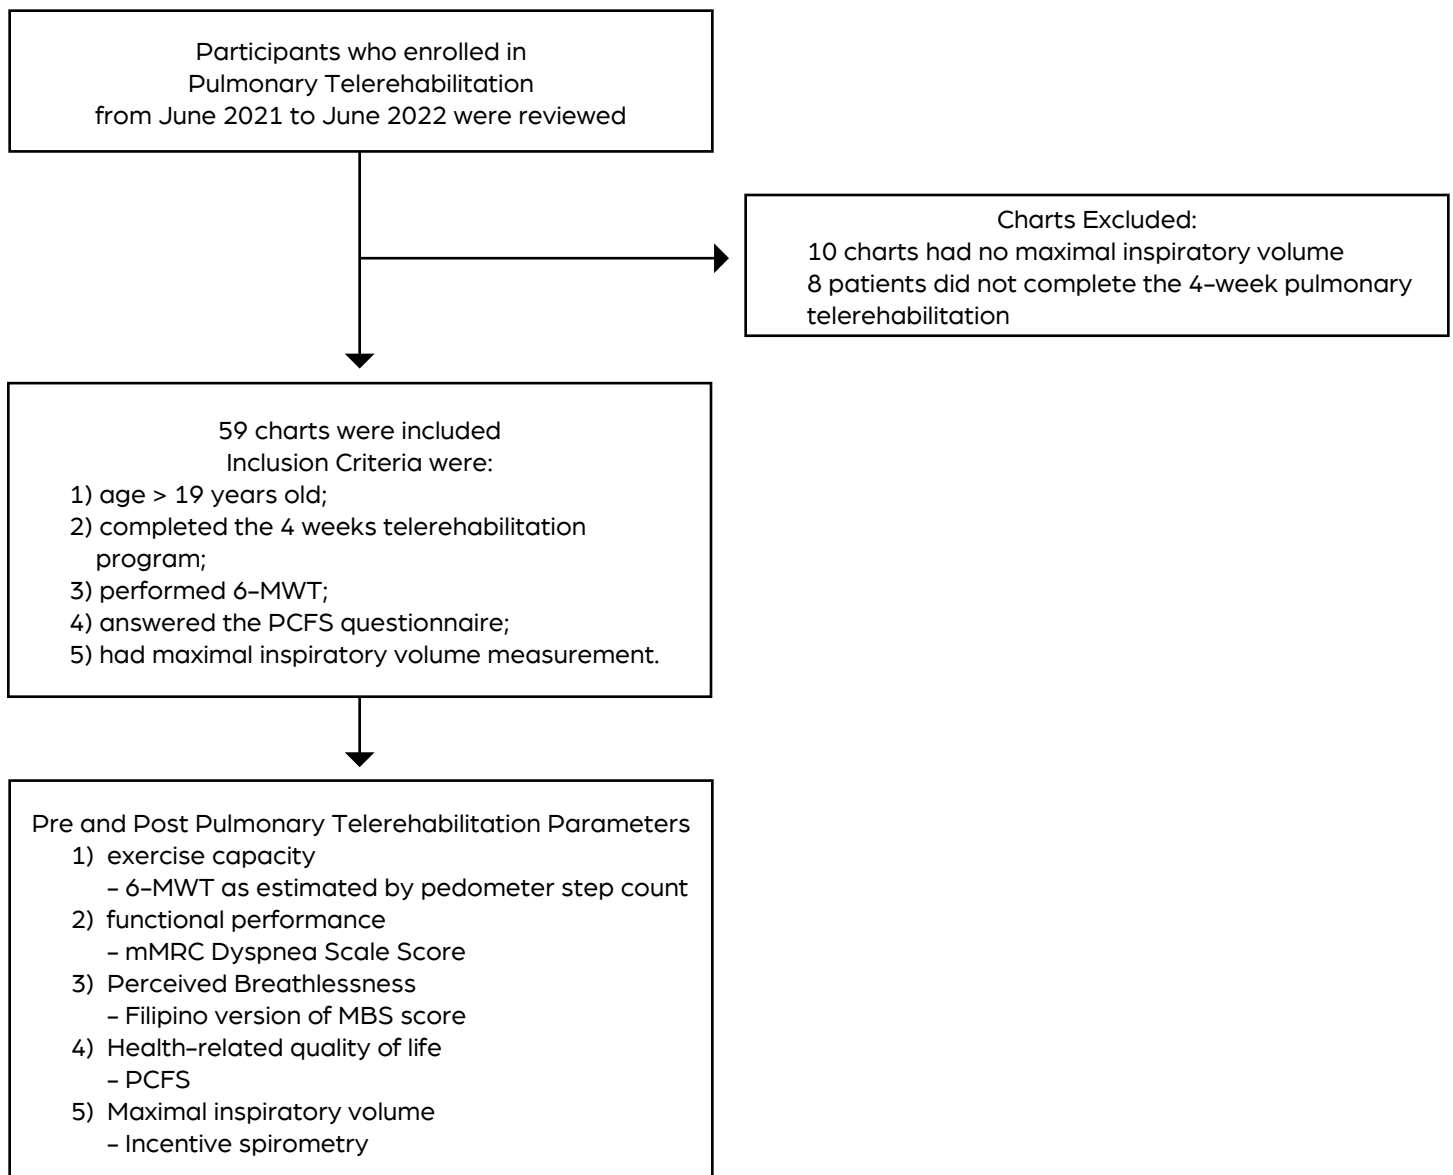 Participants who enrolled in
Pulmonary Telerehabilitation
from June 2021 to June 2022 were reviewed
Charts Excluded:
10 charts had no maximal inspiratory volume
8 patients did not complete the 4-week pulmonary
telerehabilitation
59 charts were included
Inclusion Criteria were:
1) age > 19 years old;
2) completed the 4 weeks telerehabilitation
program;
3) performed 6-MWT;
4) answered the PCFS questionnaire;
5) had maximal inspiratory volume measurement.
Pre and Post Pulmonary Telerehabilitation Parameters
1) exercise capacity
- 6-MWT as estimated by pedometer step count
2) functional performance
- mMRC Dyspnea Scale Score
3) Perceived Breathlessness
- Filipino version of MBS score
4) Health-related quality of life
- PCFS
5) Maximal inspiratory volume
- Incentive spirometry